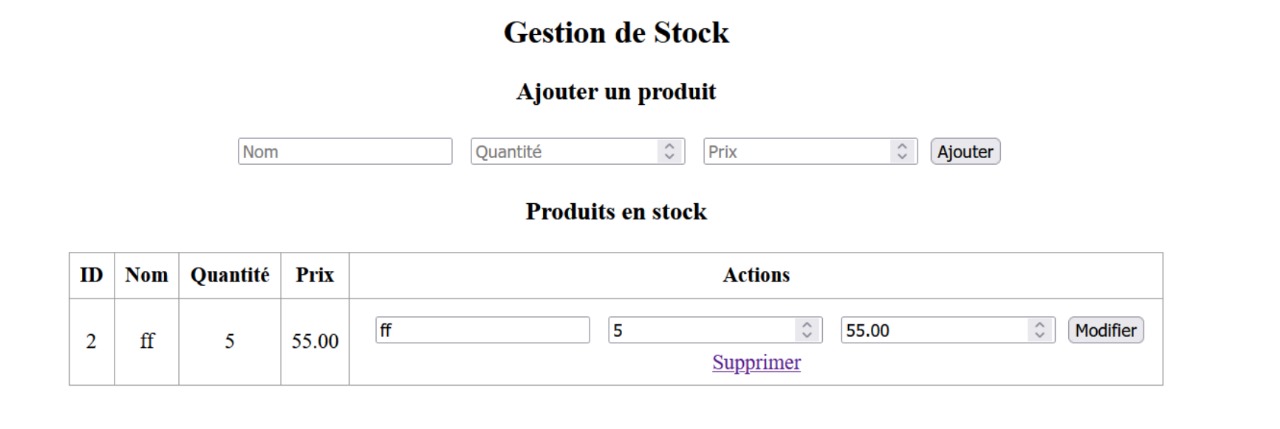 Gestion de Stock
Ajouter un produit
Nom Quantité Prix Ajouter
Produits en stock
ID Nom Quantité Prix Actions
2 ff 5 55.00 ff 5 55.00 Modifier
Supprimer